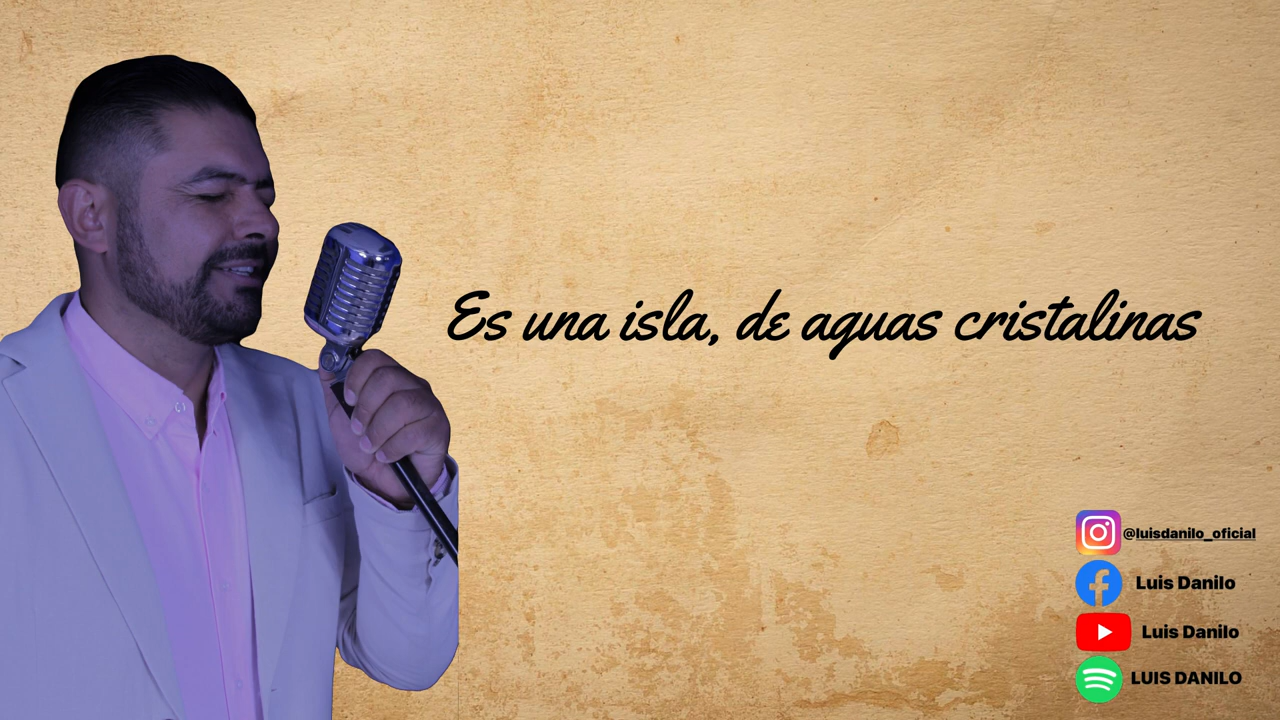 Es una isla, de aguas cristalinas
@luisdanilo_oficial
Luis Danilo
Luis Danilo
LUIS DANILO